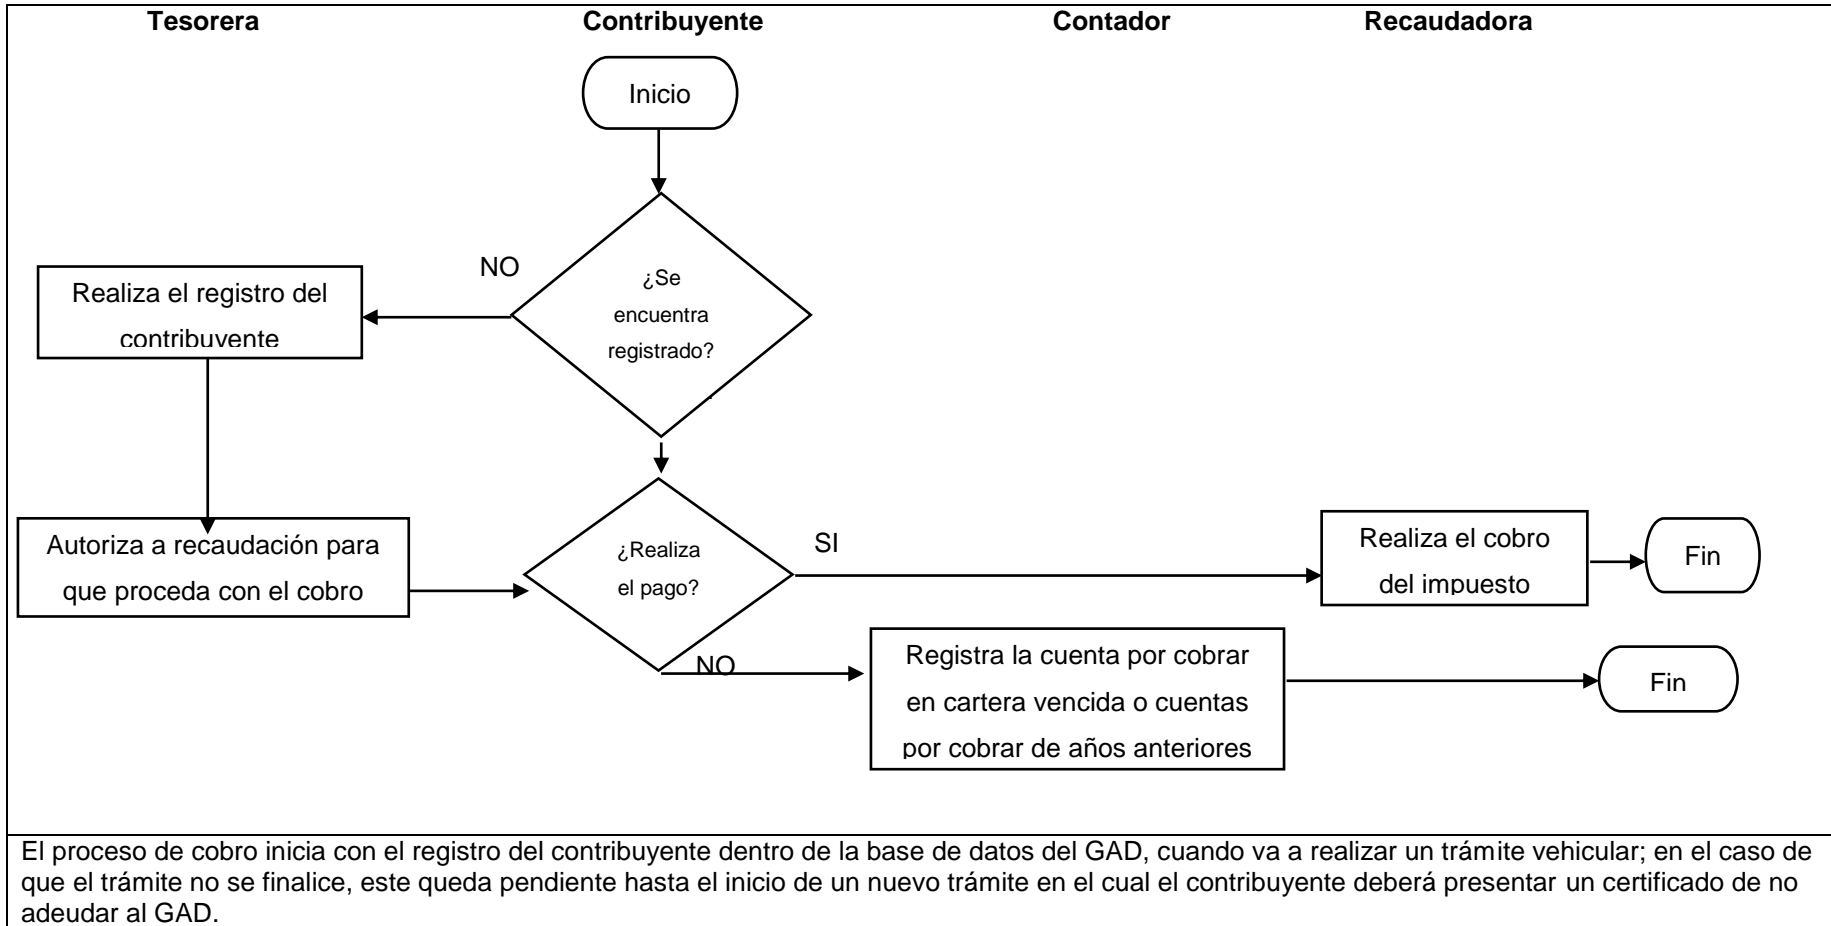 Tesorera Contribuyente Contador Recaudadora
Inicio
NO
¿Se
encuentra
registrado?
Realiza el registro del
contribuyente
Autoriza a recaudación para
que proceda con el cobro
¿Realiza
el pago?
SI
Realiza el cobro
del impuesto
Fin
NO
Registra la cuenta por cobrar
en cartera vencida o cuentas
por cobrar de años anteriores
Fin
El proceso de cobro inicia con el registro del contribuyente dentro de la base de datos del GAD, cuando va a realizar un trámite vehicular; en el caso de
que el trámite no se finalice, este queda pendiente hasta el inicio de un nuevo trámite en el cual el contribuyente deberá presentar un certificado de no
adeudar al GAD.